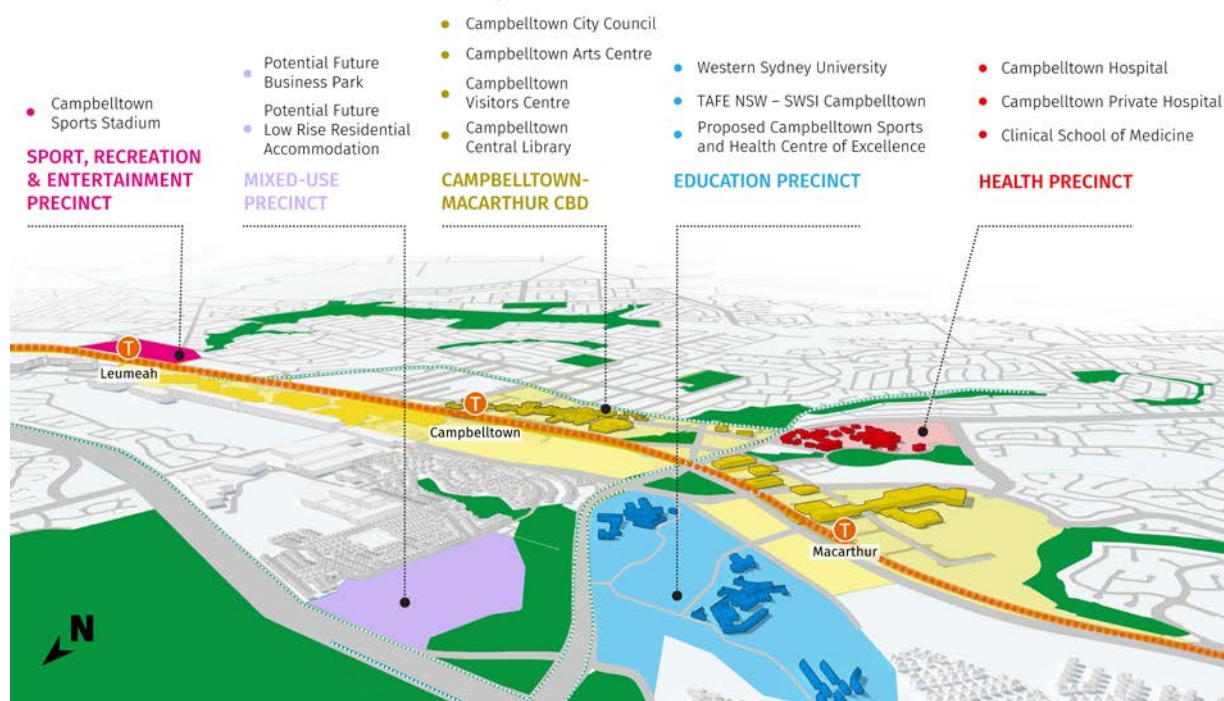 Campbelltown
Sports Stadium
SPORT, RECREATION
& ENTERTAINMENT
PRECINCT
Potential Future
Business Park
Potential Future
Low Rise Residential
Accommodation
MIXED-USE
PRECINCT
Campbelltown City Council
Campbelltown Arts Centre
Campbelltown
Visitors Centre
Campbelltown
Central Library
CAMPBELLTOWN-
MACARTHUR CBD
Western Sydney University
TAFE NSW – SWSI Campbelltown
Proposed Campbelltown Sports
and Health Centre of Excellence
EDUCATION PRECINCT
Campbelltown Hospital
Campbelltown Private Hospital
Clinical School of Medicine
HEALTH PRECINCT
T
Leumeah
T
Campbelltown
T
Macarthur
N